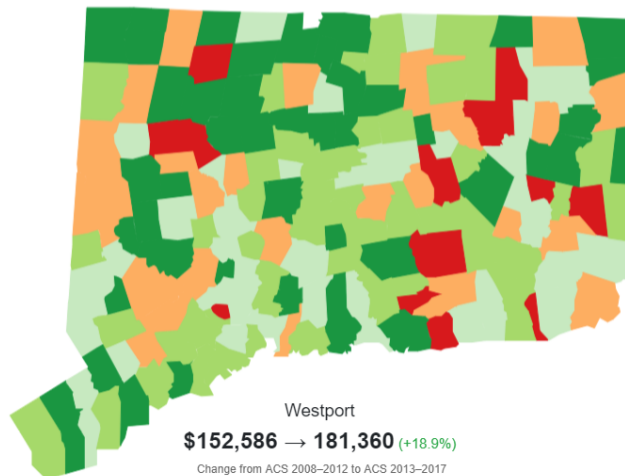 Westport
$152,586 → 181,360 (+18.9%)
Change from ACS 2008–2012 to ACS 2013–2017